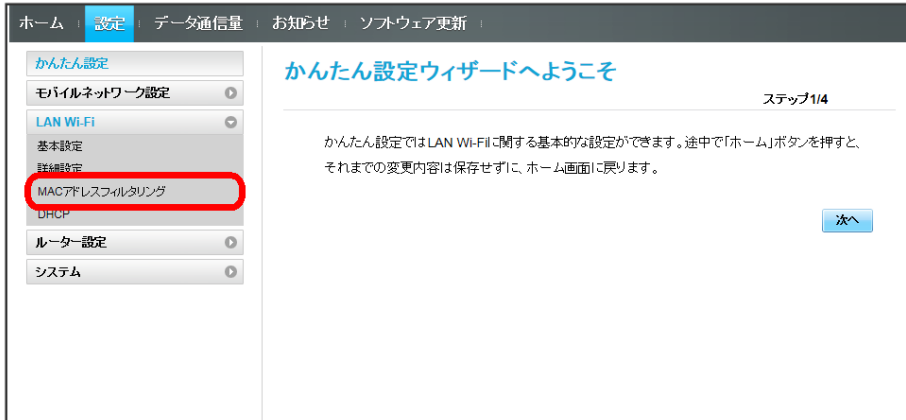 ホーム 設定 データ通信量 お知らせ ソフトウェア更新
かんたん設定
モバイルネットワーク設定
LAN Wi-Fi
基本設定
詳細設定
MACアドレスフィルタリング
DHCP
ルーター設定
システム
かんたん設定ウィザードへようこそ
ステップ1/4
かんたん設定ではLAN Wi-Fiに関する基本的な設定ができます。途中で「ホーム」ボタンを押すと、
それまでの変更内容は保存せずに、ホーム画面に戻ります。
次へ